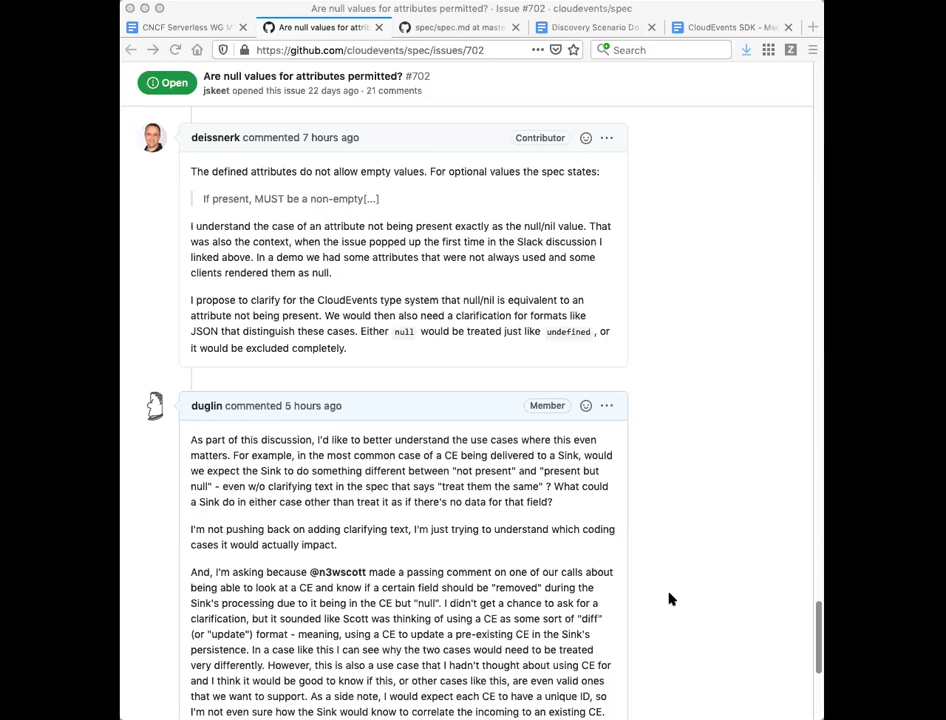 Are null values for attributes permitted? · Issue #702 · cloudevents/spec
CNCF Serverless WG M
Are null values for attri
spec/spec.md at maste
Discovery Scenario Do
CloudEvents SDK - Mee
https://github.com/cloudevents/spec/issues/702
Search
Open
Are null values for attributes permitted? #702
jskeet opened this issue 22 days ago · 21 comments
deissnerk commented 7 hours ago
Contributor
The defined attributes do not allow empty values. For optional values the spec states:
If present, MUST be a non-empty[...]
I understand the case of an attribute not being present exactly as the null/nil value. That
was also the context, when the issue popped up the first time in the Slack discussion I
linked above. In a demo we had some attributes that were not always used and some
clients rendered them as null.
I propose to clarify for the CloudEvents type system that null/nil is equivalent to an
attribute not being present. We would then also need a clarification for formats like
JSON that distinguish these cases. Either null would be treated just like undefined , or
it would be excluded completely.
duglin commented 5 hours ago
Member
As part of this discussion, I'd like to better understand the use cases where this even
matters. For example, in the most common case of a CE being delivered to a Sink, would
we expect the Sink to do something different between "not present" and "present but
null" - even w/o clarifying text in the spec that says "treat them the same" ? What could
a Sink do in either case other than treat it as if there's no data for that field?
I'm not pushing back on adding clarifying text, I'm just trying to understand which coding
cases it would actually impact.
And, I'm asking because @n3wscott made a passing comment on one of our calls about
being able to look at a CE and know if a certain field should be "removed" during the
Sink's processing due to it being in the CE but "null". I didn't get a chance to ask for a
clarification, but it sounded like Scott was thinking of using a CE as some sort of "diff"
(or "update") format - meaning, using a CE to update a pre-existing CE in the Sink's
persistence. In a case like this I can see why the two cases would need to be treated
very differently. However, this is also a use case that I hadn't thought about using CE for
and I think it would be good to know if this, or other cases like this, are even valid ones
that we want to support. As a side note, I would expect each CE to have a unique ID, so
I'm not even sure how the Sink would know to correlate the incoming to an existing CE.